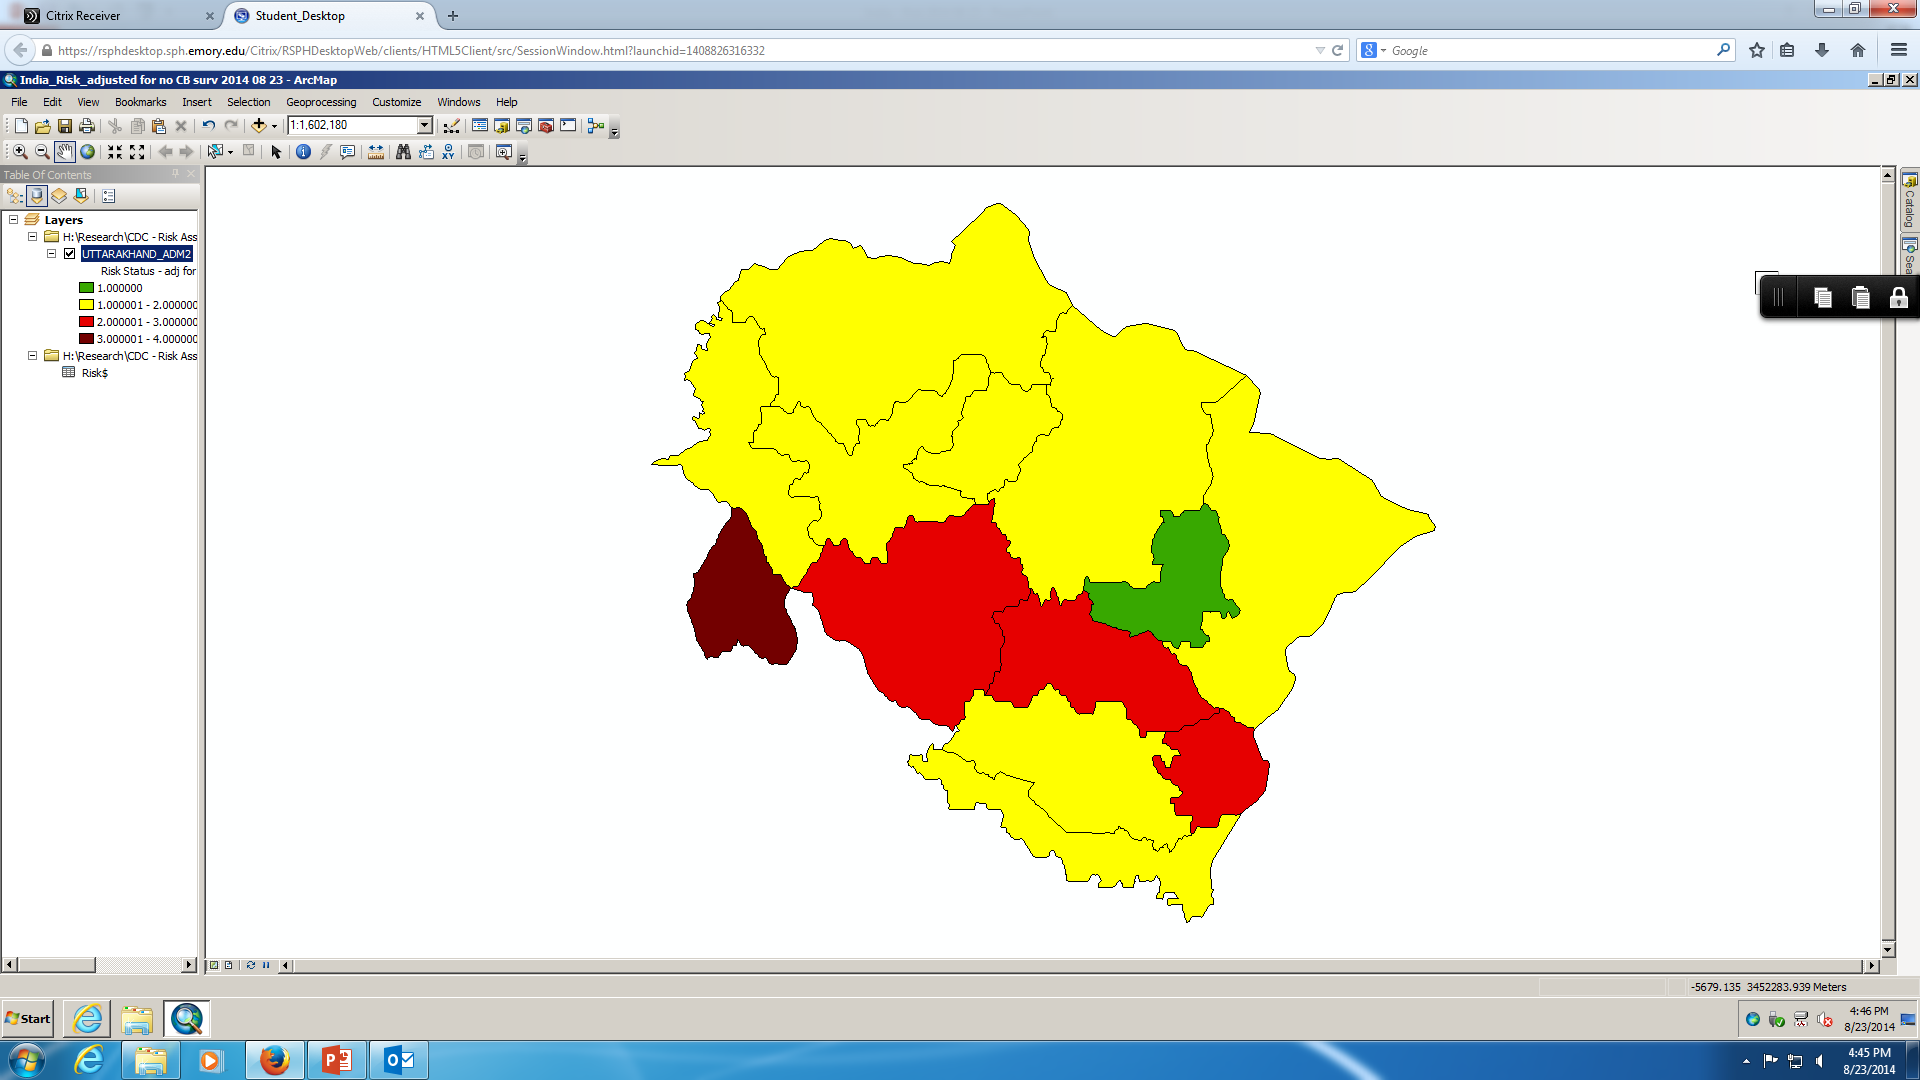 Citrix Receiver
Student_Desktop
https://rsphdesktop.sph.emory.edu/Citrix/RSPHDesktopWeb/clients/HTML5Client/src/SessionWindow.html?launchid=1408826316332
Google
India_Risk_adjusted for no CB surv 2014 08 23 - ArcMap
File Edit View Bookmarks Insert Selection Geoprocessing Customize Windows Help
1:1,602,180
Table Of Contents
Layers
H:\Research\CDC - Risk Ass
UTTARAKHAND_ADM2
Risk Status - adj for
1.000000
1.000001 - 2.000000
2.000001 - 3.000000
3.000001 - 4.000000
H:\Research\CDC - Risk Ass
Risk$
Catalog
Sea
-5679.135 3452283.939 Meters
Start
4:46 PM
8/23/2014
4:45 PM
8/23/2014